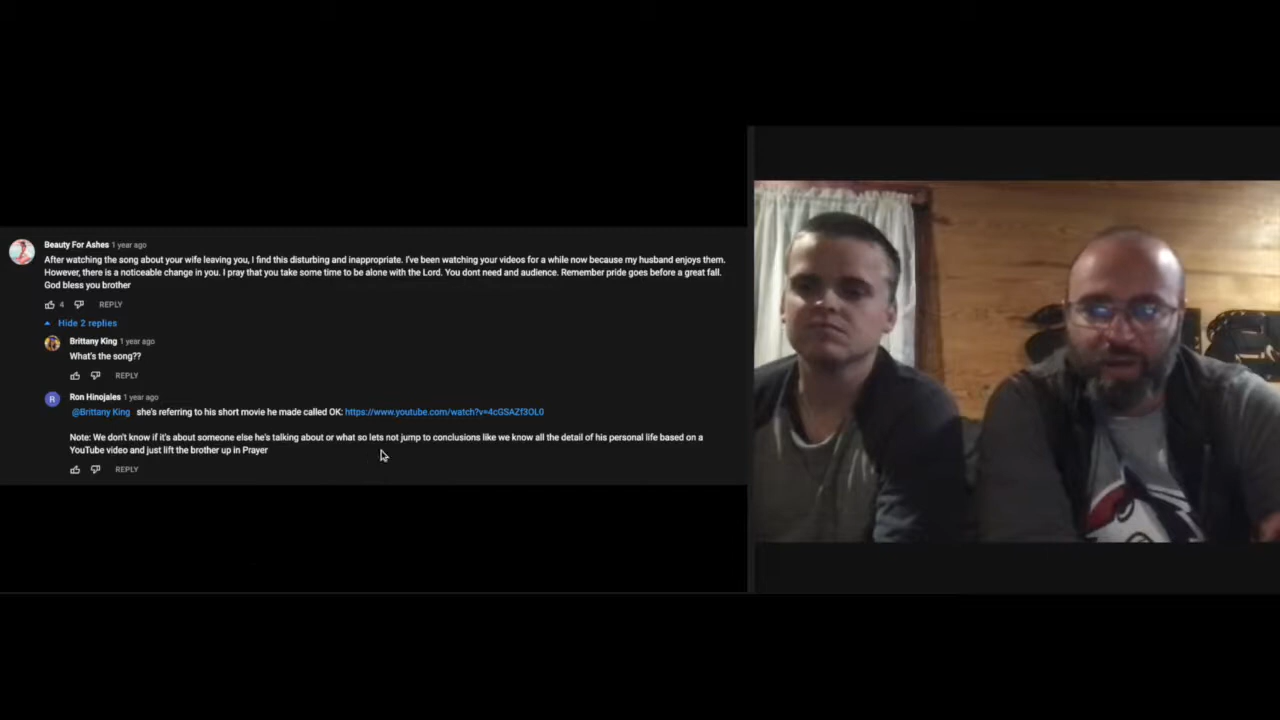 Beauty For Ashes 1 year ago
After watching the song about your wife leaving you, I find this disturbing and inappropriate. I've been watching your videos for a while now because my husband enjoys them.
However, there is a noticeable change in you. I pray that you take some time to be alone with the Lord. You dont need and audience. Remember pride goes before a great fall.
God bless you brother
4 REPLY
Hide 2 replies
Brittany King 1 year ago
What's the song??
REPLY
R Ron Hinojales 1 year ago
@Brittany King she's referring to his short movie he made called OK: https://www.youtube.com/watch?v=4cGSAZf3OL0
Note: We don't know if it's about someone else he's talking about or what so lets not jump to conclusions like we know all the detail of his personal life based on a
YouTube video and just lift the brother up in Prayer
REPLY